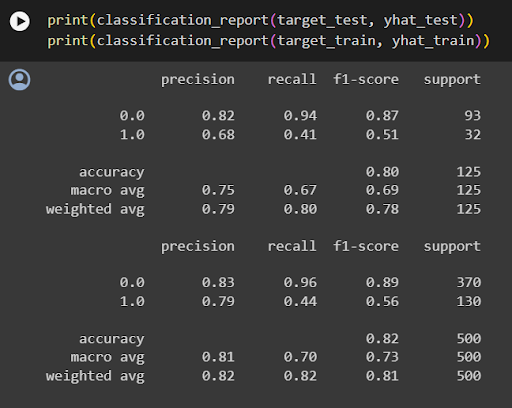 print(classification_report(target_test, yhat_test))
print(classification_report(target_train, yhat_train))
precision recall f1-score support
0.0 0.82 0.94 0.87 93
1.0 0.68 0.41 0.51 32
accuracy 0.80 125
macro avg 0.75 0.67 0.69 125
weighted avg 0.79 0.80 0.78 125
precision recall f1-score support
0.0 0.83 0.96 0.89 370
1.0 0.79 0.44 0.56 130
accuracy 0.82 500
macro avg 0.81 0.70 0.73 500
weighted avg 0.82 0.82 0.81 500